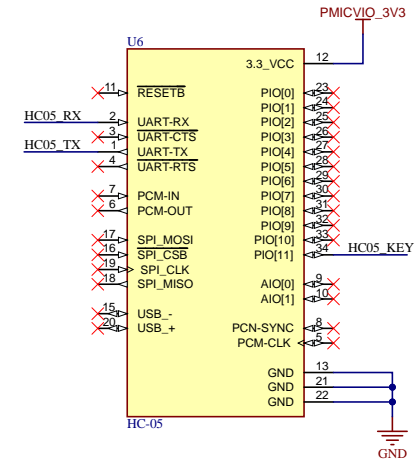 PMICVIO_3V3
U6
3.3_VCC 12
11 RESETB PIO[0] 23
PIO[1] 24
HC05_RX 2 UART-RX PIO[2] 25
3 UART-CTS PIO[3] 26
HC05_TX 1 UART-TX PIO[4] 27
4 UART-RTS PIO[5] 28
PIO[6] 29
7 PCM-IN PIO[7] 30
6 PCM-OUT PIO[8] 31
PIO[9] 32
17 SPI_MOSI PIO[10] 33
16 SPI_CSB PIO[11] 34 HC05_KEY
19 SPI_CLK
18 SPI_MISO AIO[0] 9
AIO[1] 10
15 USB_-
20 USB_+ PCN-SYNC 8
PCM-CLK 5
GND 13
GND 21
GND 22
HC-05
GND